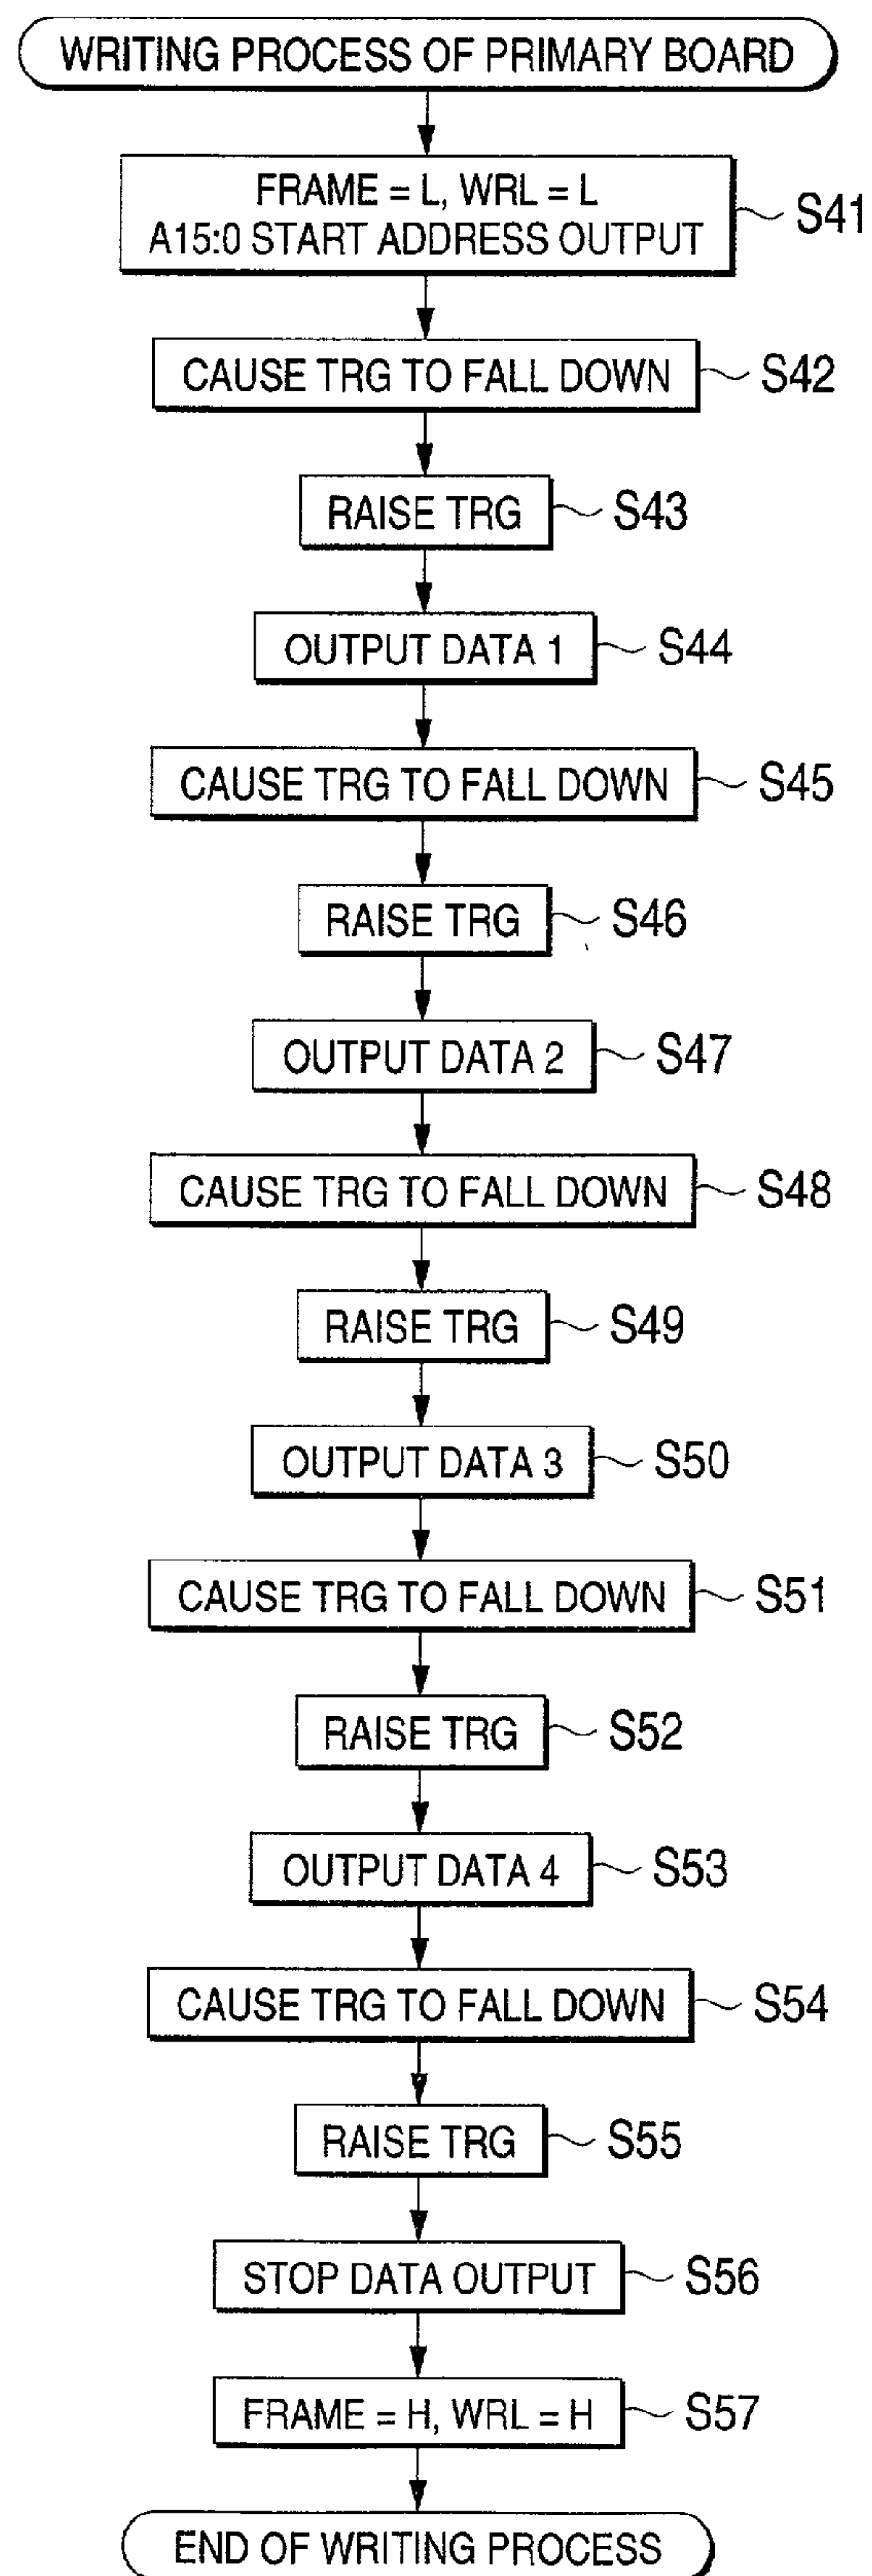 WRITING PROCESS OF PRIMARY BOARD
FRAME = L, WRL = L
A15:0 START ADDRESS OUTPUT
S41
CAUSE TRG TO FALL DOWN
S42
RAISE TRG
S43
OUTPUT DATA 1
S44
CAUSE TRG TO FALL DOWN
S45
RAISE TRG
S46
OUTPUT DATA 2
S47
CAUSE TRG TO FALL DOWN
S48
RAISE TRG
S49
OUTPUT DATA 3
S50
CAUSE TRG TO FALL DOWN
S51
RAISE TRG
S52
OUTPUT DATA 4
S53
CAUSE TRG TO FALL DOWN
S54
RAISE TRG
S55
STOP DATA OUTPUT
S56
FRAME = H, WRL = H
S57
END OF WRITING PROCESS